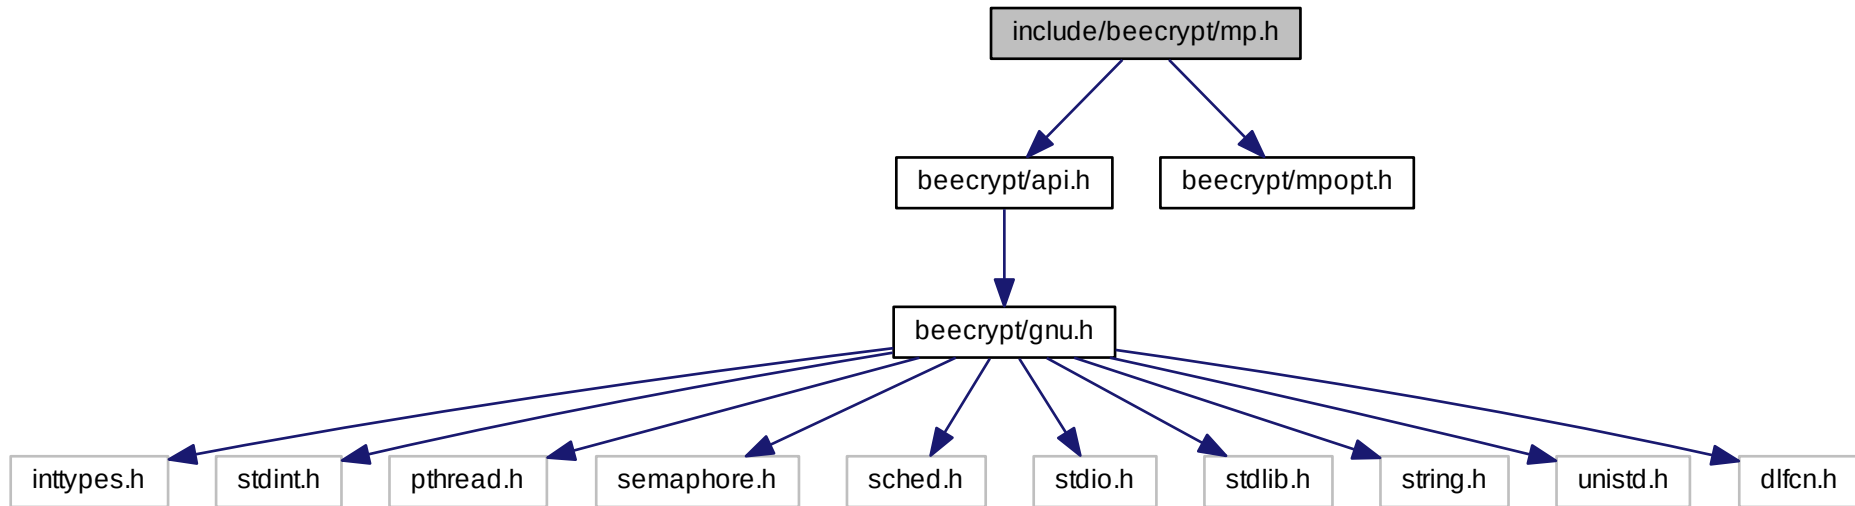 include/beecrypt/mp.h
beecrypt/api.h
beecrypt/mpopt.h
beecrypt/gnu.h
inttypes.h
stdint.h
pthread.h
semaphore.h
sched.h
stdio.h
stdlib.h
string.h
unistd.h
dlfcn.h